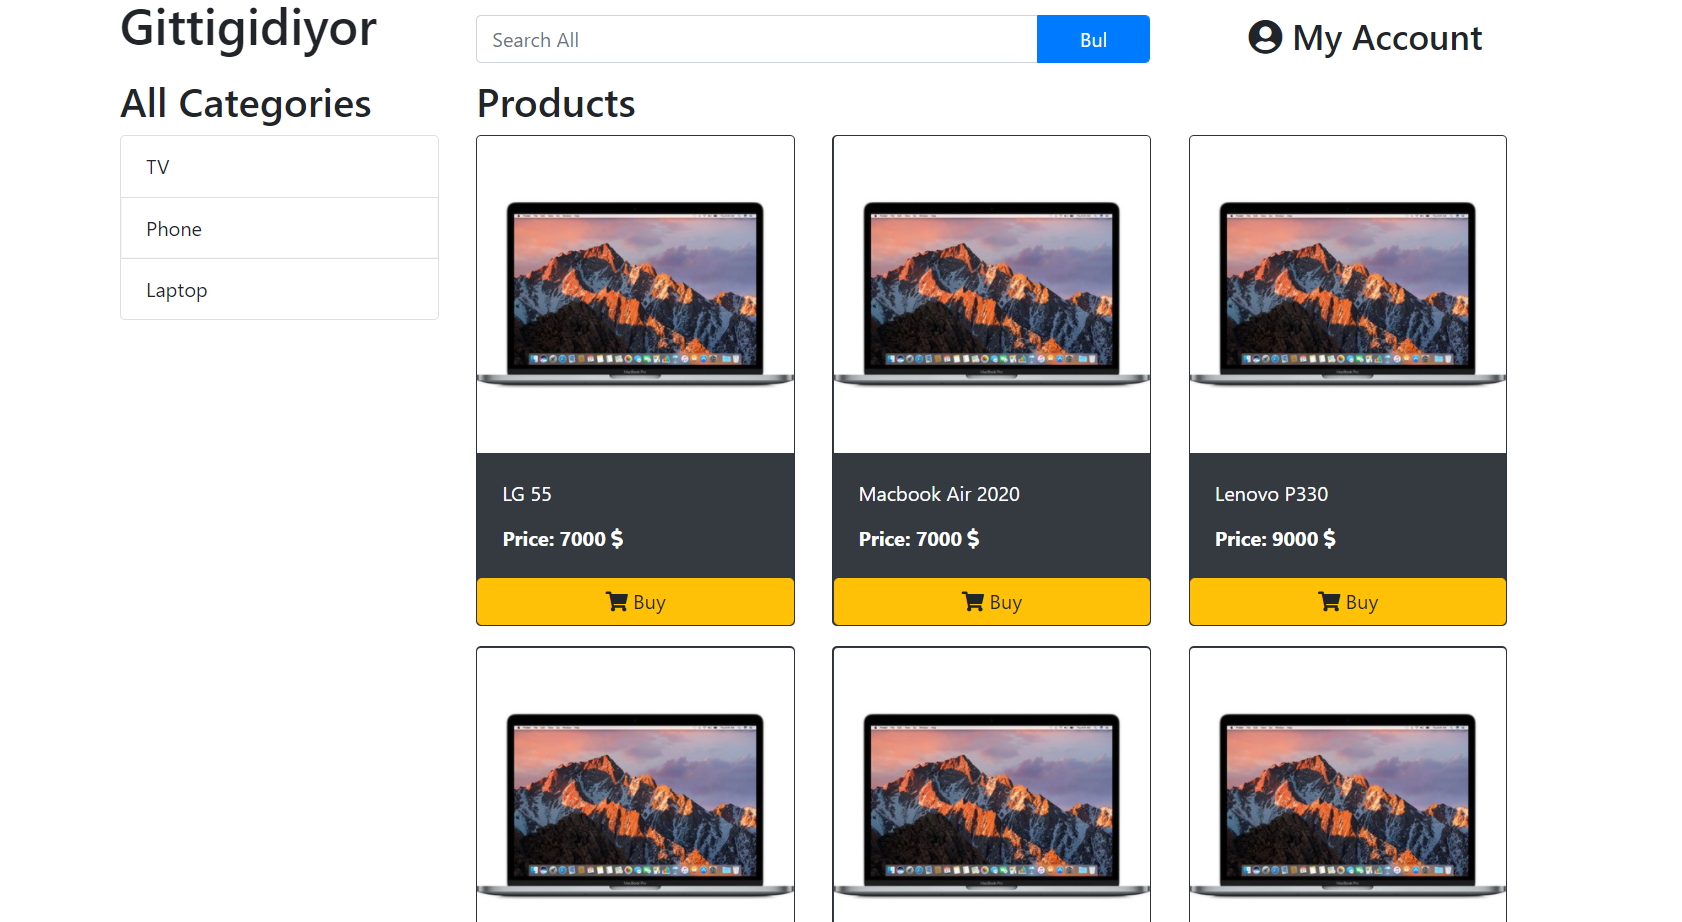 Gittigidiyor
Search All
Bul
My Account
All Categories
Products
TV
Phone
Laptop
LG 55
Price: 7000 $
Buy
Macbook Air 2020
Price: 7000 $
Buy
Lenovo P330
Price: 9000 $
Buy